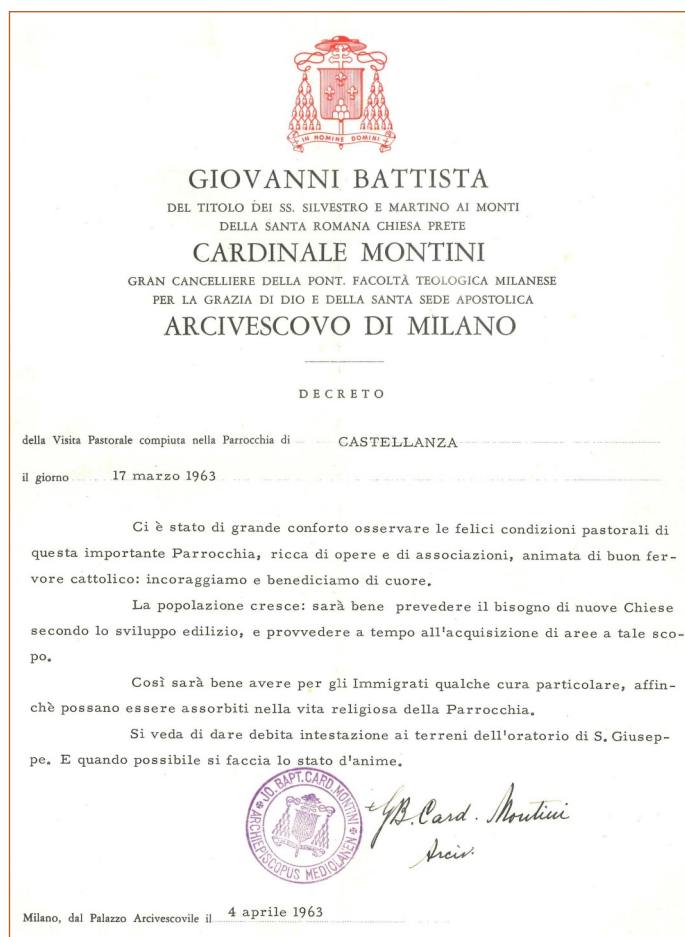 IN NOMINE DOMINI
GIOVANNI BATTISTA
DEL TITOLO DEI SS. SILVESTRO E MARTINO AI MONTI
DELLA SANTA ROMANA CHIESA PRETE
CARDINALE MONTINI
GRAN CANCELLIERE DELLA PONT. FACOLTÀ TEOLOGICA MILANESE
PER LA GRAZIA DI DIO E DELLA SANTA SEDE APOSTOLICA
ARCIVESCOVO DI MILANO
DECRETO
della Visita Pastorale compiuta nella Parrocchia di CASTELLANZA
il giorno 17 marzo 1963
Ci è stato di grande conforto osservare le felici condizioni pastorali di
questa importante Parrocchia, ricca di opere e di associazioni, animata di buon fer-
vore cattolico: incoraggiamo e benediciamo di cuore.
La popolazione cresce: sarà bene prevedere il bisogno di nuove Chiese
secondo lo sviluppo edilizio, e provvedere a tempo all'acquisizione di aree a tale sco-
po.
Così sarà bene avere per gli Immigrati qualche cura particolare, affin-
chè possano essere assorbiti nella vita religiosa della Parrocchia.
Si veda di dare debita intestazione ai terreni dell'oratorio di S. Giusep-
pe. E quando possibile si faccia lo stato d'anime.
JO. BAPT. CARD. MONTINI
ARCHIEPISCOPUS MEDIOLANEN
GB. Card. Montini
Arciv.
Milano, dal Palazzo Arcivescovile il 4 aprile 1963